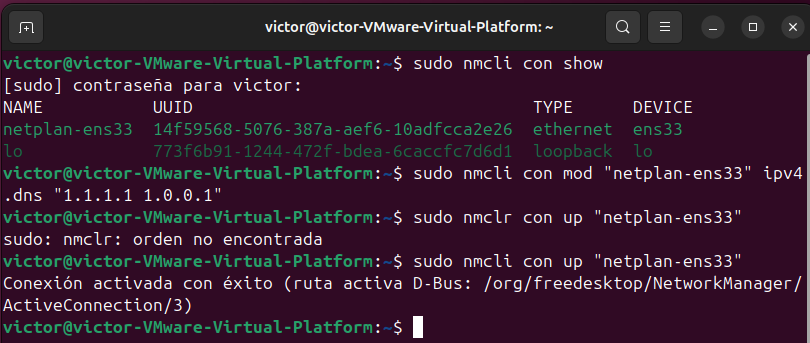 victor@victor-VMware-Virtual-Platform: ~
victor@victor-VMware-Virtual-Platform:~$ sudo nmcli con show
[sudo] contraseña para victor:
NAME UUID TYPE DEVICE
netplan-ens33 14f59568-5076-387a-aef6-10adfcca2e26 ethernet ens33
lo 773f6b91-1244-472f-bdea-6caccfc7d6d1 loopback lo
victor@victor-VMware-Virtual-Platform:~$ sudo nmcli con mod "netplan-ens33" ipv4
.dns "1.1.1.1 1.0.0.1"
victor@victor-VMware-Virtual-Platform:~$ sudo nmclr con up "netplan-ens33"
sudo: nmclr: orden no encontrada
victor@victor-VMware-Virtual-Platform:~$ sudo nmcli con up "netplan-ens33"
Conexión activada con éxito (ruta activa D-Bus: /org/freedesktop/NetworkManager/
ActiveConnection/3)
victor@victor-VMware-Virtual-Platform:~$